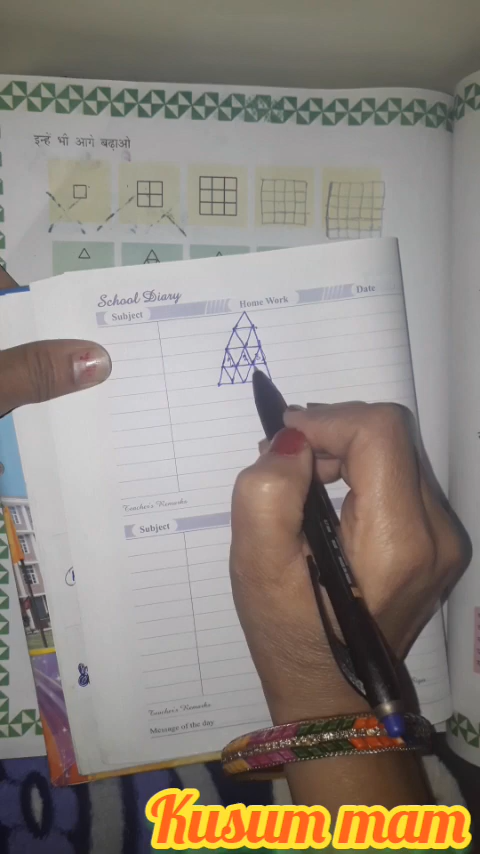 इन्हें भी आगे बढ़ाओ
School Diary
Subject Home Work Date
Teacher's Remarks
Subject
Teacher's Remarks
Message of the day
Kusum mam